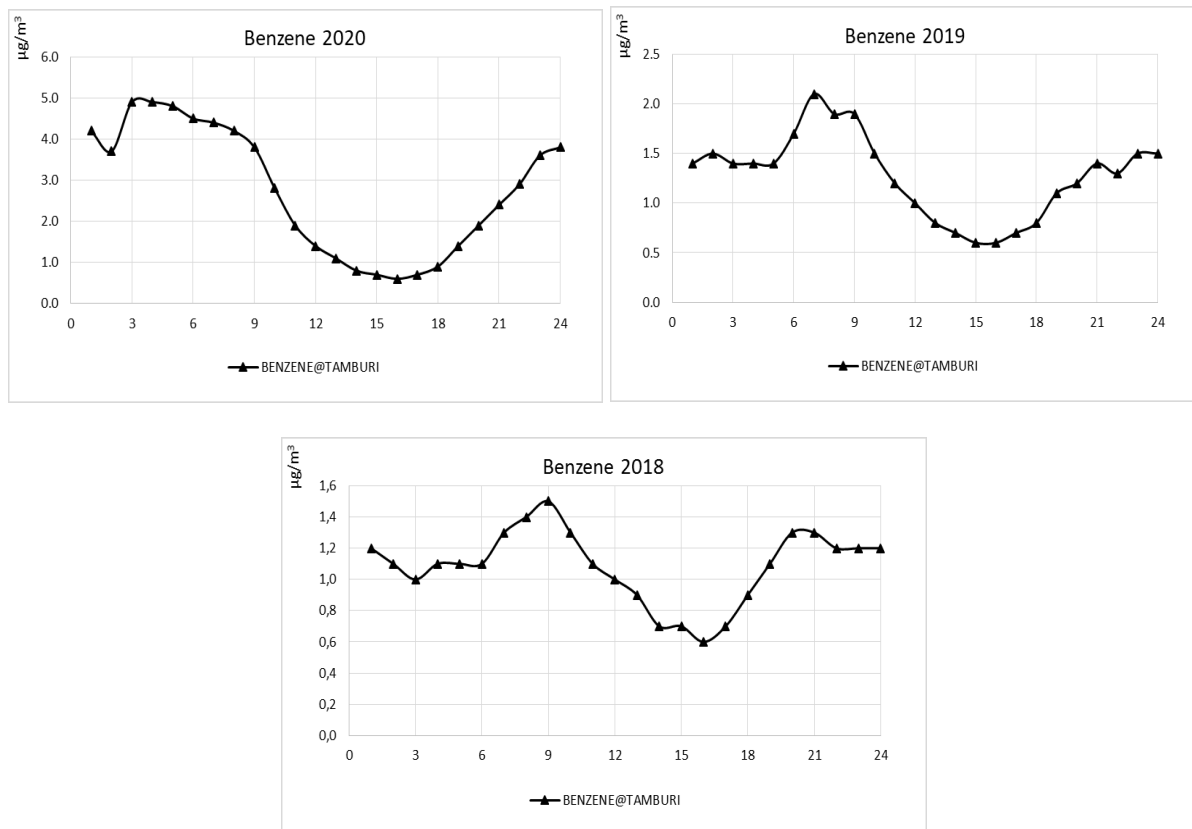 µg/m³
Benzene 2020
6.0
5.0
4.0
3.0
2.0
1.0
0.0
0 3 6 9 12 15 18 21 24
BENZENE@TAMBURI
µg/m³
Benzene 2019
2.5
2.0
1.5
1.0
0.5
0.0
0 3 6 9 12 15 18 21 24
BENZENE@TAMBURI
µg/m³
Benzene 2018
1,6
1,4
1,2
1,0
0,8
0,6
0,4
0,2
0,0
0 3 6 9 12 15 18 21 24
BENZENE@TAMBURI